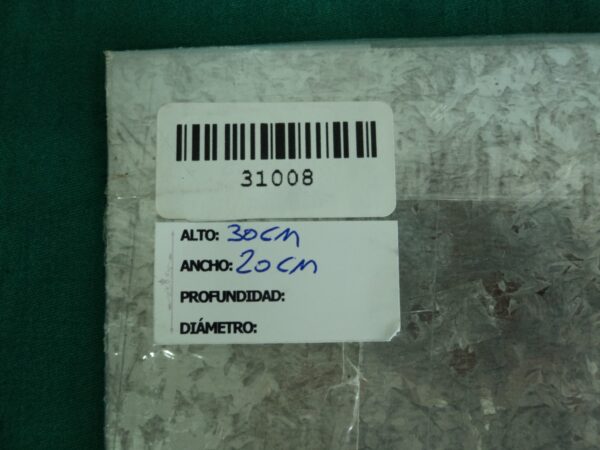 31008
ALTO: 30CM
ANCHO: 20CM
PROFUNDIDAD:
DIÁMETRO: